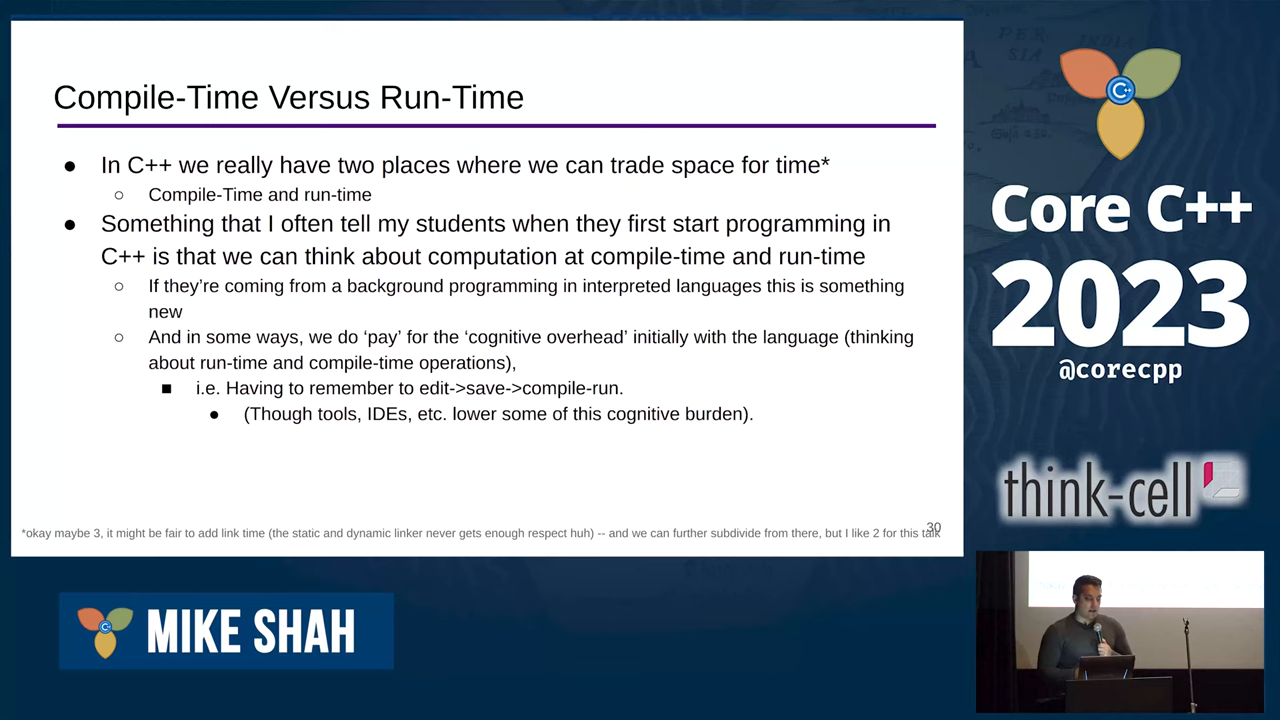 Compile-Time Versus Run-Time
● In C++ we really have two places where we can trade space for time*
○ Compile-Time and run-time
● Something that I often tell my students when they first start programming in
C++ is that we can think about computation at compile-time and run-time
○ If they’re coming from a background programming in interpreted languages this is something
new
○ And in some ways, we do ‘pay’ for the ‘cognitive overhead’ initially with the language (thinking
about run-time and compile-time operations),
■ i.e. Having to remember to edit->save->compile-run.
● (Though tools, IDEs, etc. lower some of this cognitive burden).
30
*okay maybe 3, it might be fair to add link time (the static and dynamic linker never gets enough respect huh) -- and we can further subdivide from there, but I like 2 for this talk
C++
Core C++
2023
@corecpp
think-cell
C++
MIKE SHAH